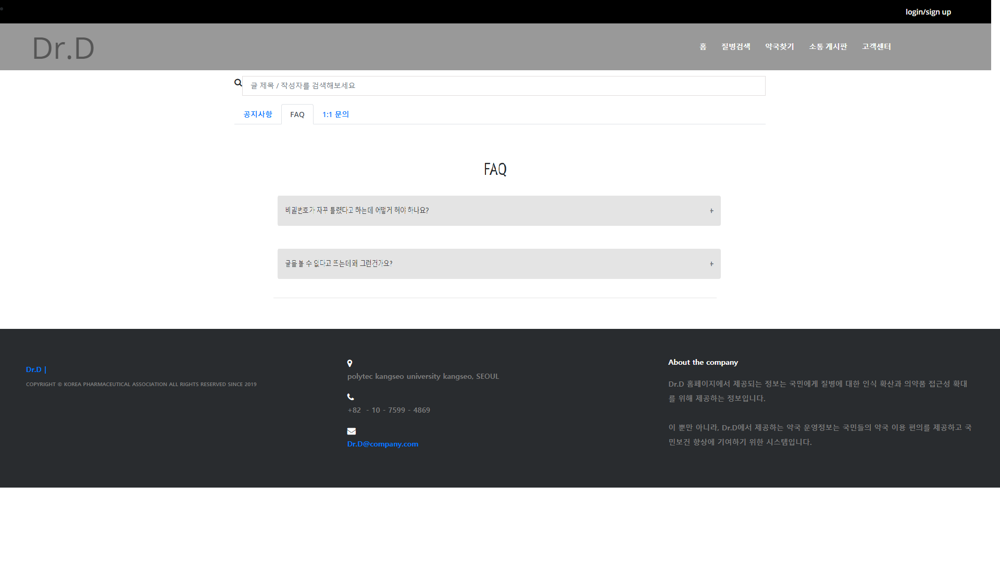 login/sign up
Dr.D
홈 질병검색 약국찾기 소통 게시판 고객센터
글 제목 / 작성자를 검색해보세요
공지사항 FAQ 1:1 문의
FAQ
비밀번호가 자꾸 틀렸다고 하는데 어떻게 해야 하나요? +
글을 볼 수 없다고 뜨는데 왜 그런건가요? +
Dr.D |
COPYRIGHT © KOREA PHARMACEUTICAL ASSOCIATION ALL RIGHTS RESERVED SINCE 2019
polytec kangseo university kangseo, SEOUL
+82 - 10 - 7599 - 4869
Dr.D@company.com
About the company
Dr.D 홈페이지에서 제공되는 정보는 국민에게 질병에 대한 인식 확산과 의약품 접근성 확대
를 위해 제공하는 정보입니다.
이 뿐만 아니라, Dr.D에서 제공하는 약국 운영정보는 국민들의 약국 이용 편의를 제공하고 국
민보건 향상에 기여하기 위한 시스템입니다.